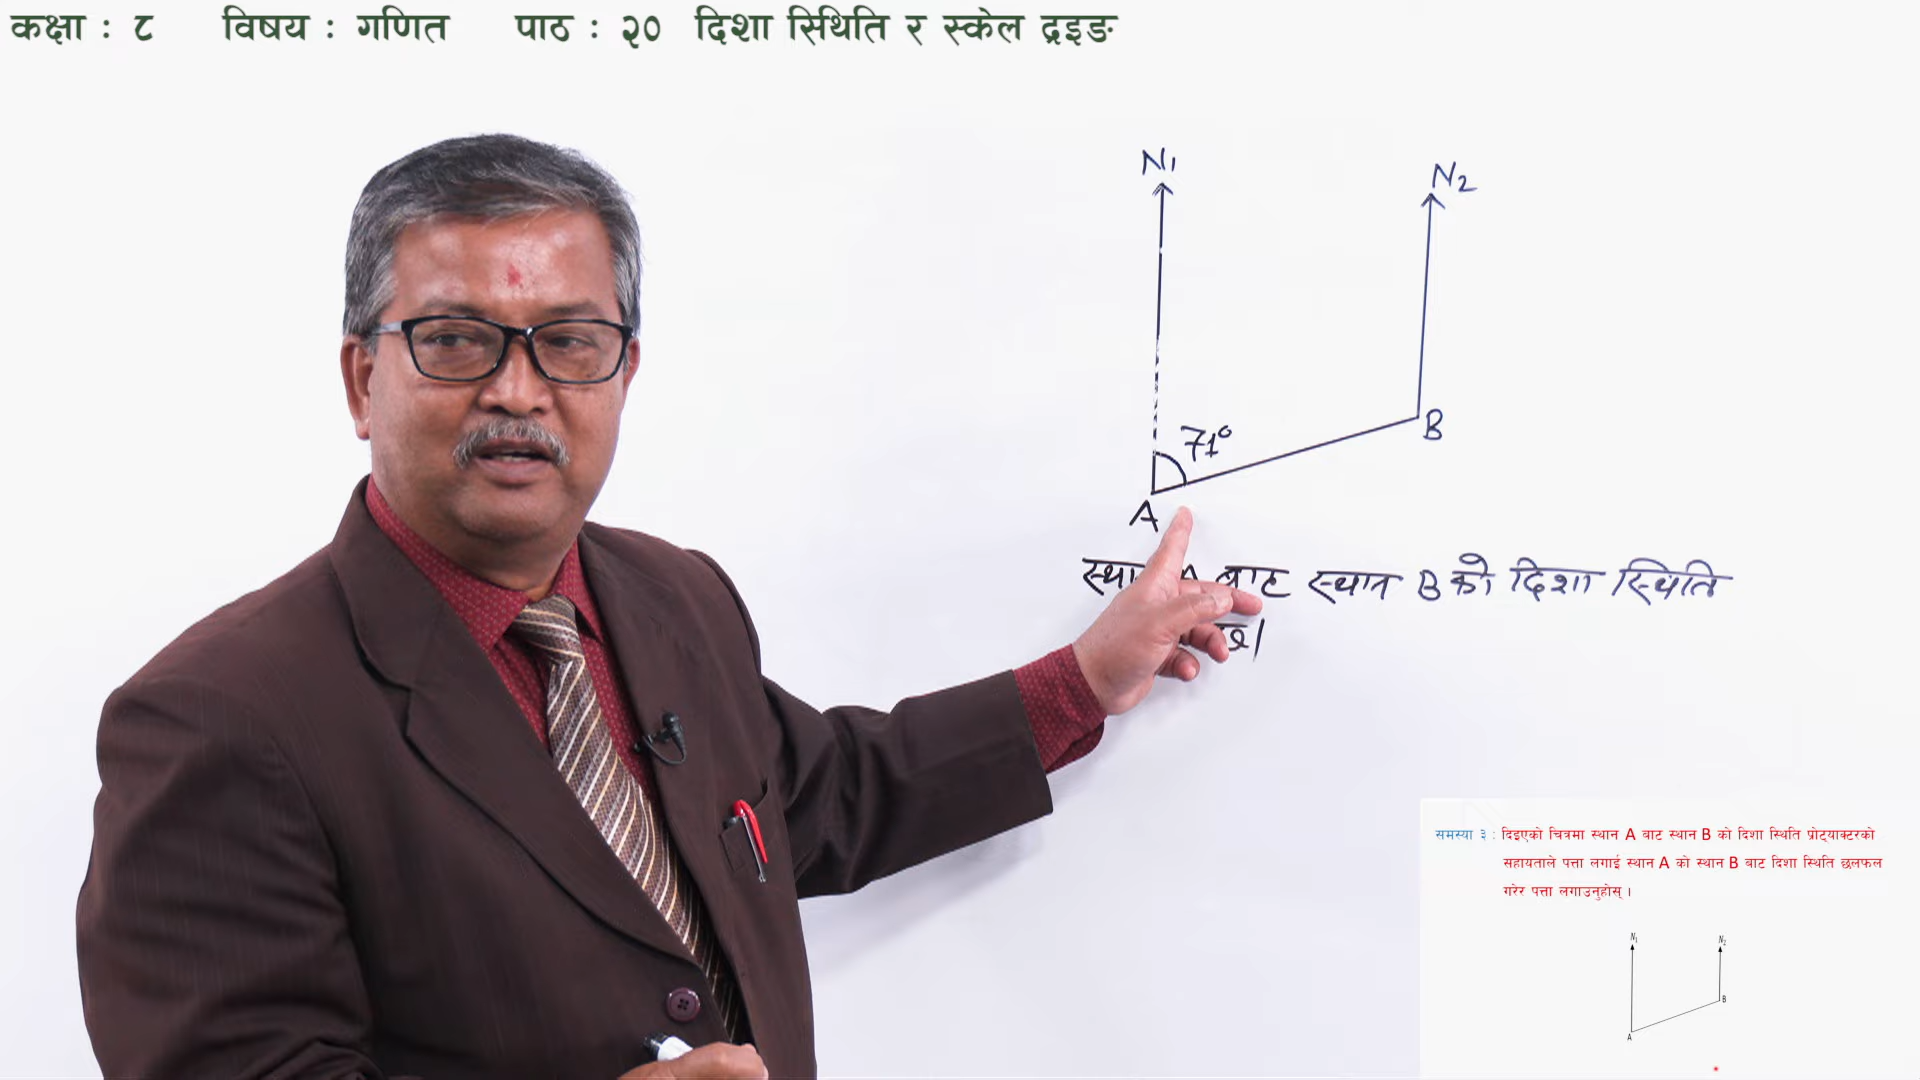 कक्षा : ८ विषय : गणित पाठ : २० दिशा स्थिति र स्केल द्रइङ
N1
N2
71°
B
A
बाट स्थान B को दिशा स्थिति
छ।
समस्या ३ : दिइएको चित्रमा स्थान A बाट स्थान B को दिशा स्थिति प्रोट्याक्टरको
सहायताले पत्ता लगाई स्थान A को स्थान B बाट दिशा स्थिति छलफल
गरेर पत्ता लगाउनुहोस् ।
N1
N2
B
A